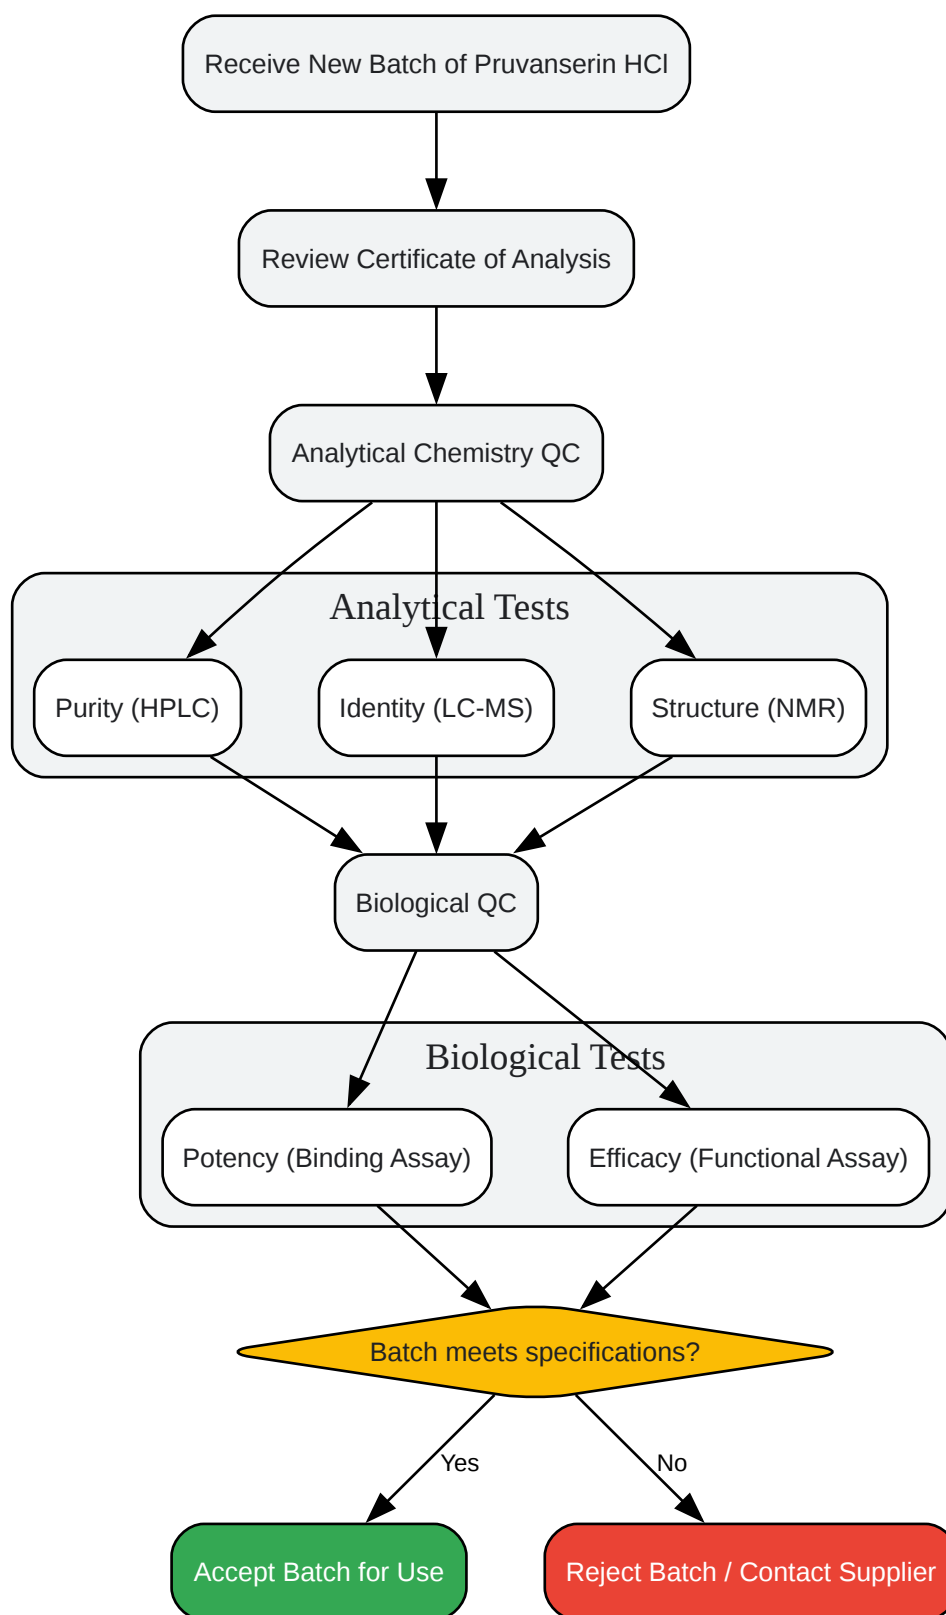 Receive New Batch of Pruvanserin HCl
Review Certificate of Analysis
Analytical Chemistry QC
Analytical Tests
Purity (HPLC)
Identity (LC-MS)
Structure (NMR)
Biological QC
Biological Tests
Potency (Binding Assay)
Efficacy (Functional Assay)
Batch meets specifications?
Yes
No
Accept Batch for Use
Reject Batch / Contact Supplier